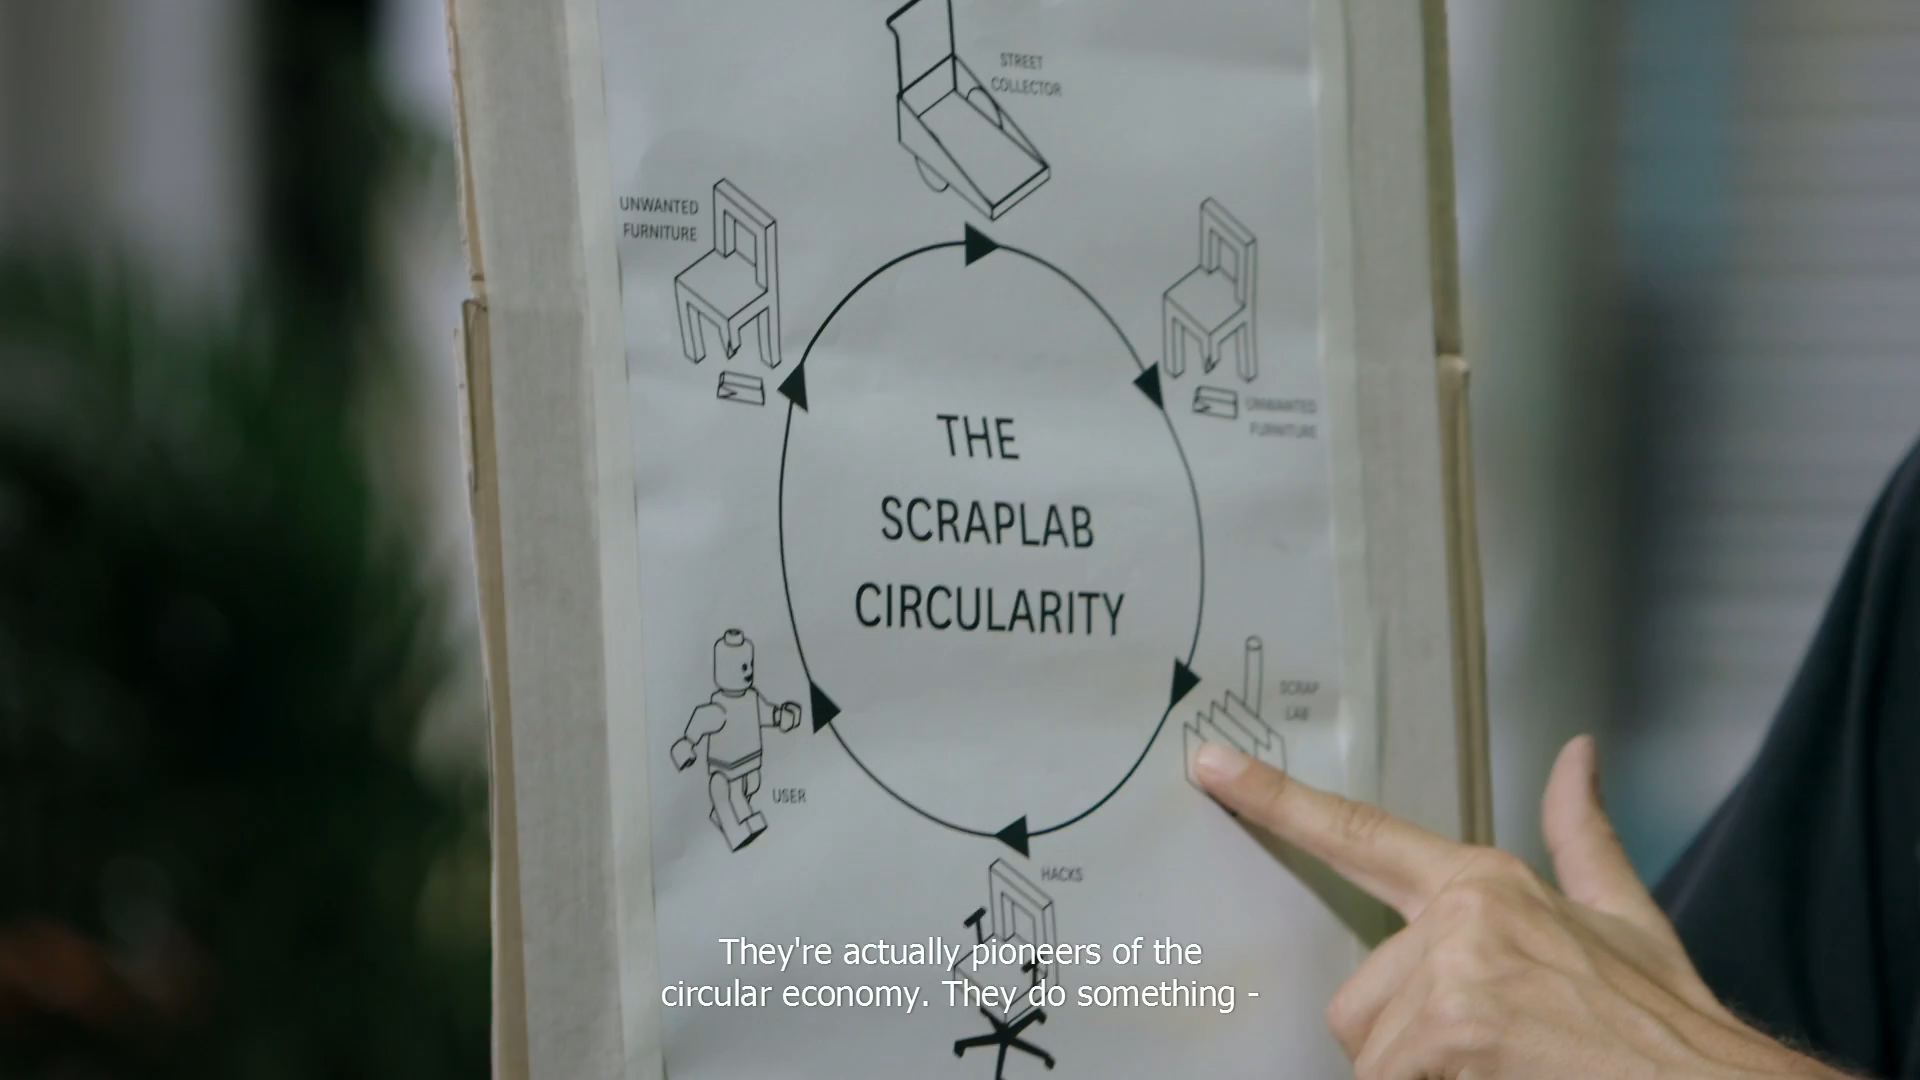 STREET
COLLECTOR
UNWANTED
FURNITURE
UNWANTED
FURNITURE
THE
SCRAPLAB
CIRCULARITY
SCRAP
LAB
USER
HACKS
They're actually pioneers of the
circular economy. They do something -